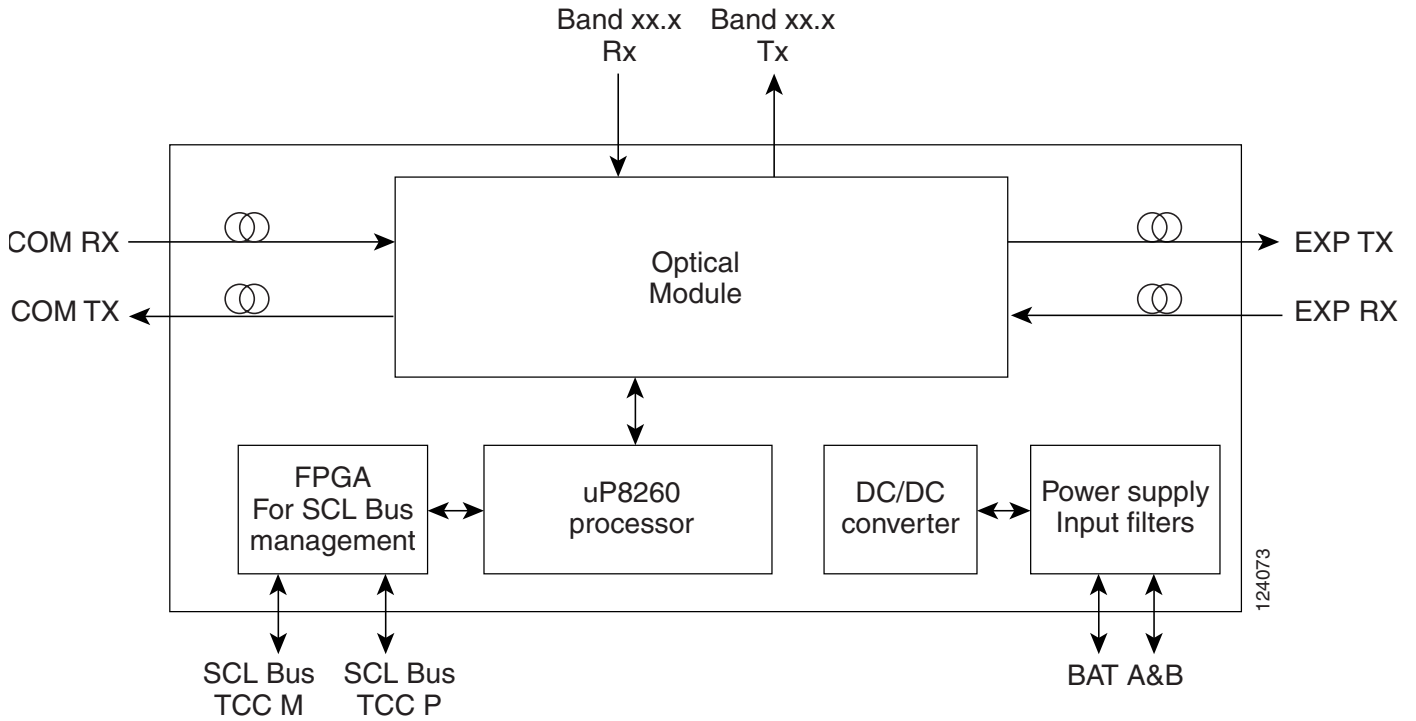 Band xx.x
Rx
Band xx.x
Tx
COM RX
COM TX
Optical
Module
EXP TX
EXP RX
FPGA
For SCL Bus
management
uP8260
processor
DC/DC
converter
Power supply
Input filters
124073
SCL Bus
TCC M
SCL Bus
TCC P
BAT A&B